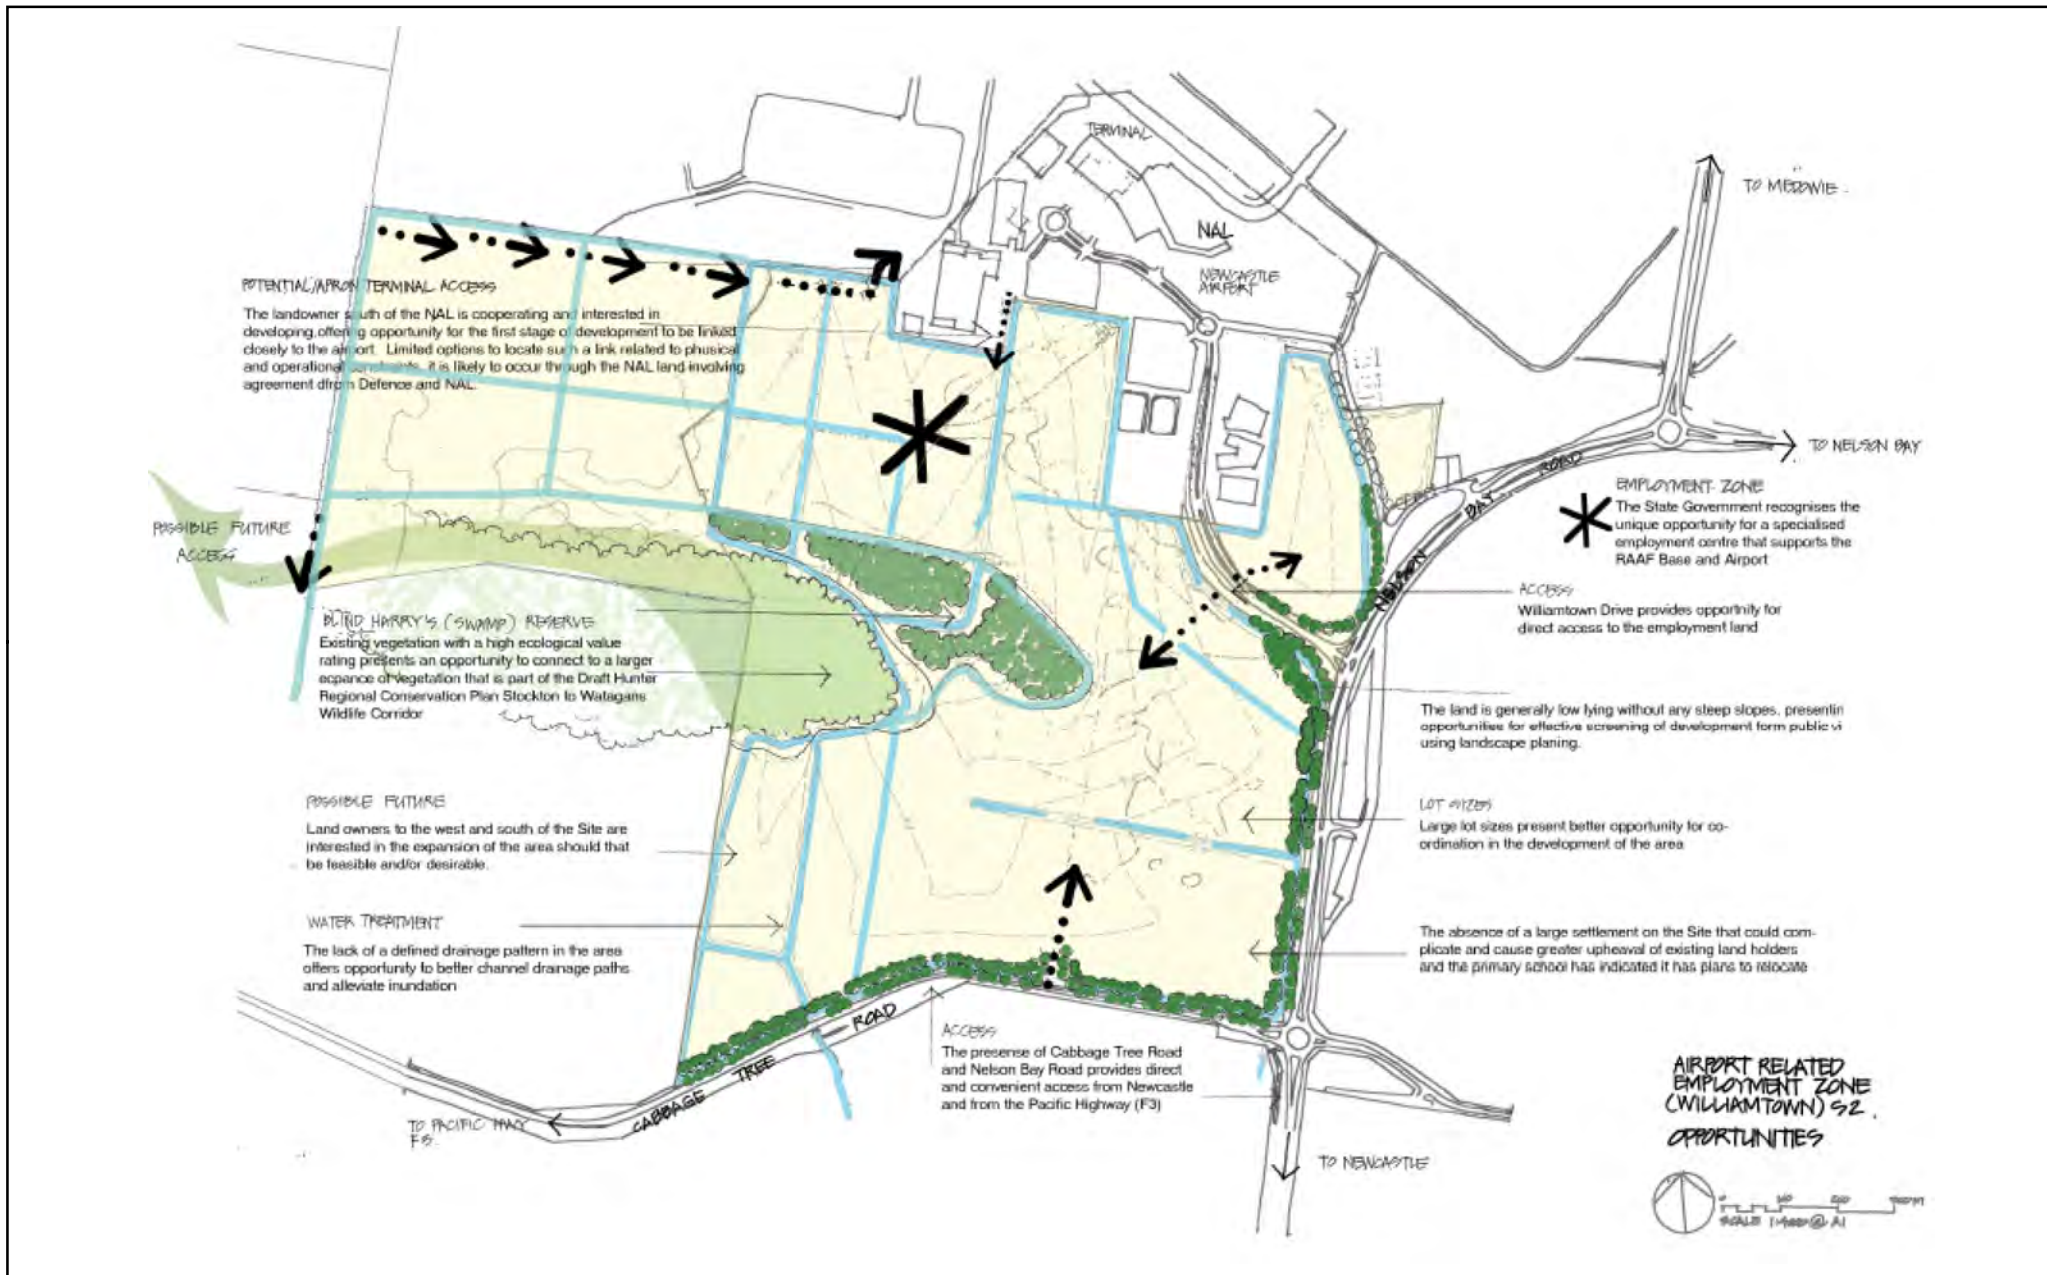 TERMINAL
TO MEDOWIE
NAL
NEWCASTLE
AIRPORT
POTENTIAL/APRON TERMINAL ACCESS
The landowner south of the NAL is cooperating and interested in
developing, offering opportunity for the first stage of development to be linked
closely to the airport. Limited options to locate such a link related to phusical
and operational constraints, it is likely to occur through the NAL land involving
agreement dfrom Defence and NAL.
TO NELSON BAY
NELSON BAY ROAD
EMPLOYMENT ZONE
The State Government recognises the
unique opportunity for a specialised
employment centre that supports the
RAAF Base and Airport
POSSIBLE FUTURE
ACCESS
ACCESS
Williamtown Drive provides opportnity for
direct access to the employment land
BLIND HARRY'S (SWAMP) RESERVE
Existing vegetation with a high ecological value
rating presents an opportunity to connect to a larger
ecpance of vegetation that is part of the Draft Hunter
Regional Conservation Plan Stockton to Watagans
Wildlife Corridor
The land is generally low lying without any steep slopes, presentin
opportunities for effective screening of development form public vi
using landscape planing.
POSSIBLE FUTURE
Land owners to the west and south of the Site are
interested in the expansion of the area should that
be feasible and/or desirable.
LOT SIZES
Large lot sizes present better opportunity for co-
ordination in the development of the area
WATER TREATMENT
The lack of a defined drainage pattern in the area
offers opportunity to better channel drainage paths
and alleviate inundation
The absence of a large settlement on the Site that could com-
plicate and cause greater upheaval of existing land holders
and the primary school has indicated it has plans to relocate
CABBAGE TREE ROAD
ACCESS
The presense of Cabbage Tree Road
and Nelson Bay Road provides direct
and convenient access from Newcastle
and from the Pacific Highway (F3)
TO PACIFIC HWAY
F3.
TO NEWCASTLE
AIRPORT RELATED
EMPLOYMENT ZONE
(WILLIAMTOWN) S2.
OPPORTUNITIES
0
SCALE @ A1